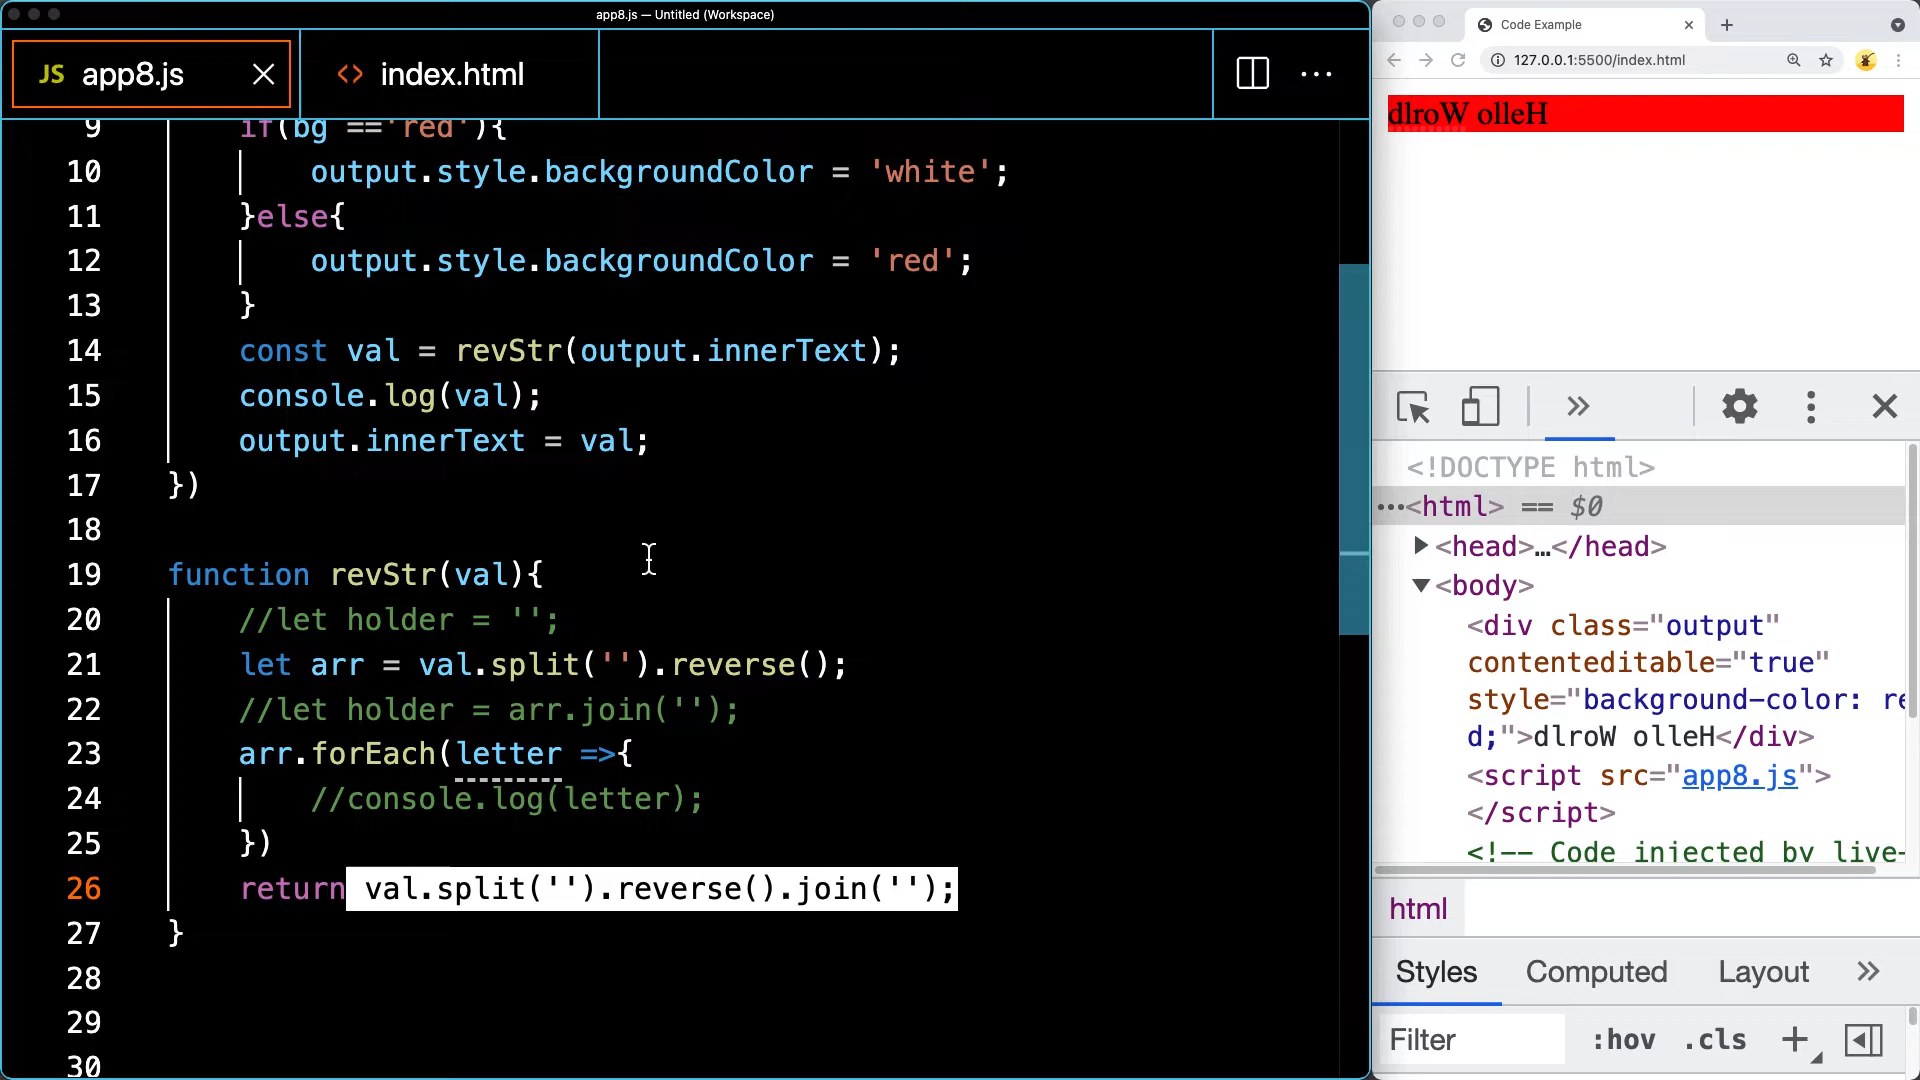 app8.js — Untitled (Workspace)
JS app8.js
<> index.html
9 if(bg =='red'){
10 output.style.backgroundColor = 'white';
11 }else{
12 output.style.backgroundColor = 'red';
13 }
14 const val = revStr(output.innerText);
15 console.log(val);
16 output.innerText = val;
17 })
18
19 function revStr(val){
20 //let holder = '';
21 let arr = val.split('').reverse();
22 //let holder = arr.join('');
23 arr.forEach(letter =>{
24 //console.log(letter);
25 })
26 return val.split('').reverse().join('');
27 }
28
29
30
Code Example
127.0.0.1:5500/index.html
dlroW olleH
<!DOCTYPE html>
<html> == $0
<head>…</head>
<body>
<div class="output"
contenteditable="true"
style="background-color: re
d;">dlroW olleH</div>
<script src="app8.js">
</script>
<!-- Code injected by live-
html
Styles Computed Layout
Filter :hov .cls